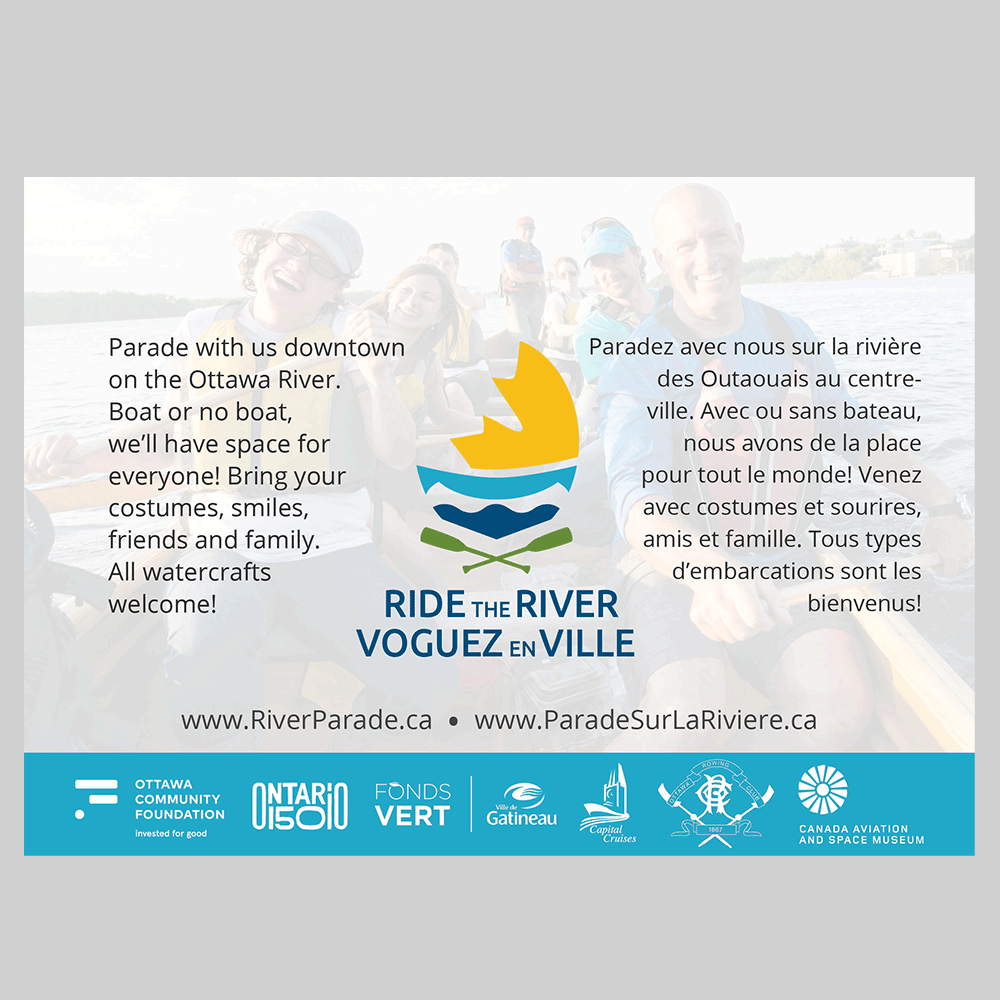 Parade with us downtown
on the Ottawa River.
Boat or no boat,
we’ll have space for
everyone! Bring your
costumes, smiles,
friends and family.
All watercrafts
welcome!
Paradez avec nous sur la rivière
des Outaouais au centre-
ville. Avec ou sans bateau,
nous avons de la place
pour tout le monde! Venez
avec costumes et sourires,
amis et famille. Tous types
d’embarcations sont les
bienvenus!
RIDE THE RIVER
VOGUEZ EN VILLE
www.RiverParade.ca • www.ParadeSurLaRiviere.ca
OTTAWA
COMMUNITY
FOUNDATION
invested for good
ONTARIO
150
FONDS
VERT
Ville de
Gatineau
Capital
Cruises
OTTAWA ROWING CLUB
1867
CANADA AVIATION
AND SPACE MUSEUM